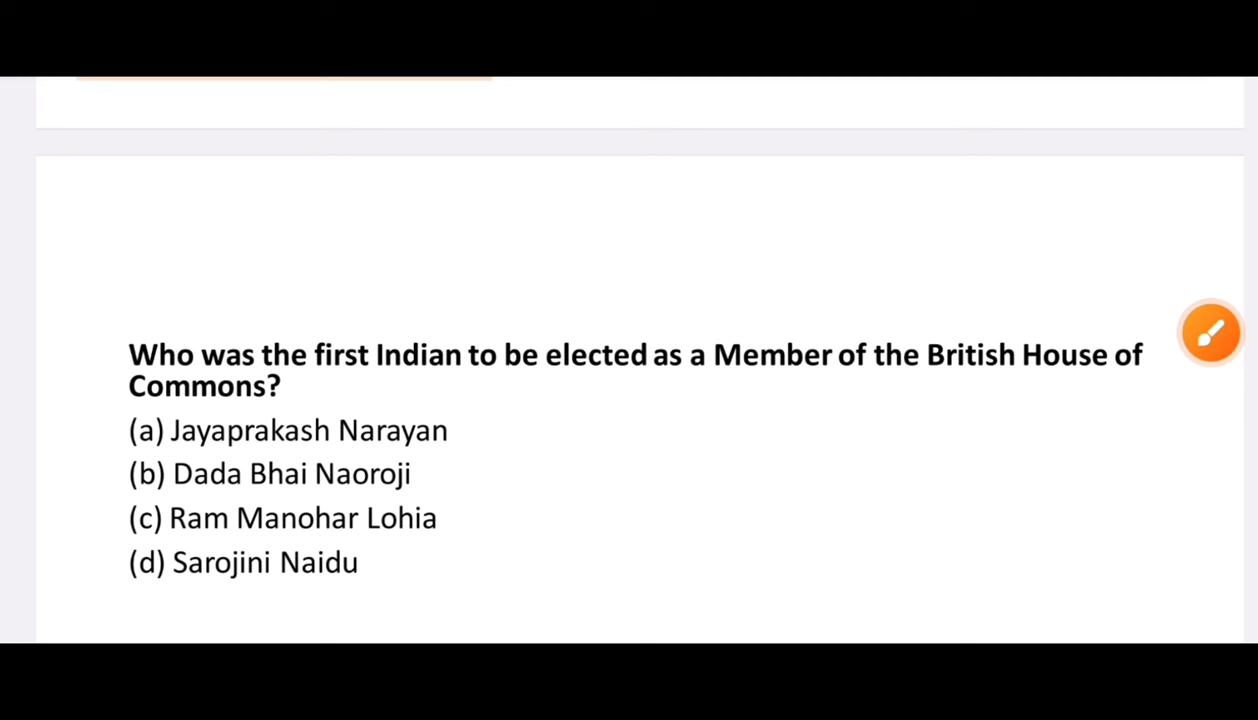 Who was the first Indian to be elected as a Member of the British House of
Commons?
(a) Jayaprakash Narayan
(b) Dada Bhai Naoroji
(c) Ram Manohar Lohia
(d) Sarojini Naidu